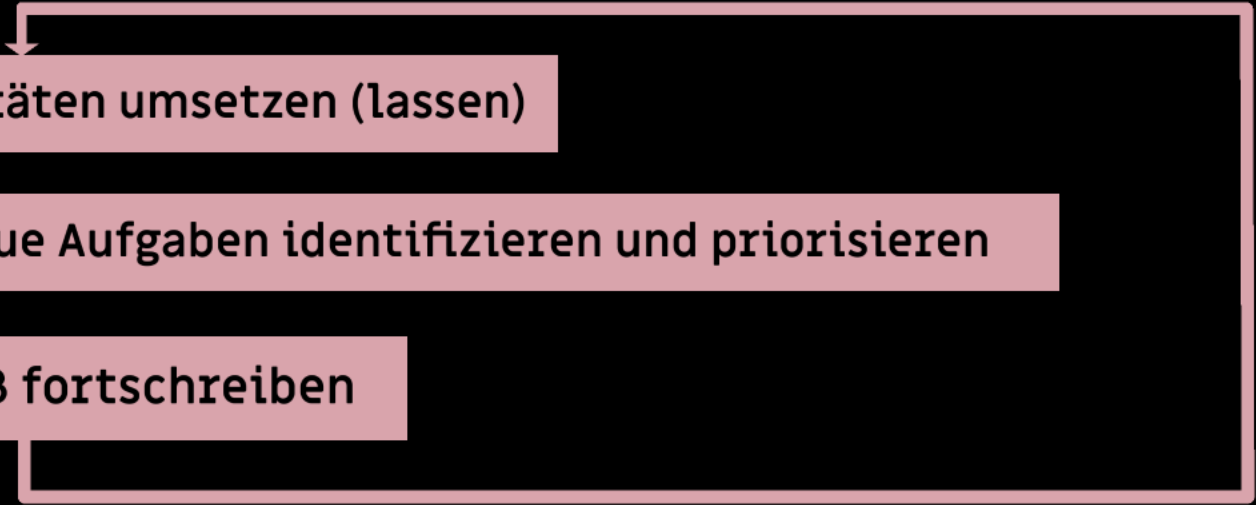 täten umsetzen (lassen)
ue Aufgaben identifizieren und priorisieren
fortschreiben